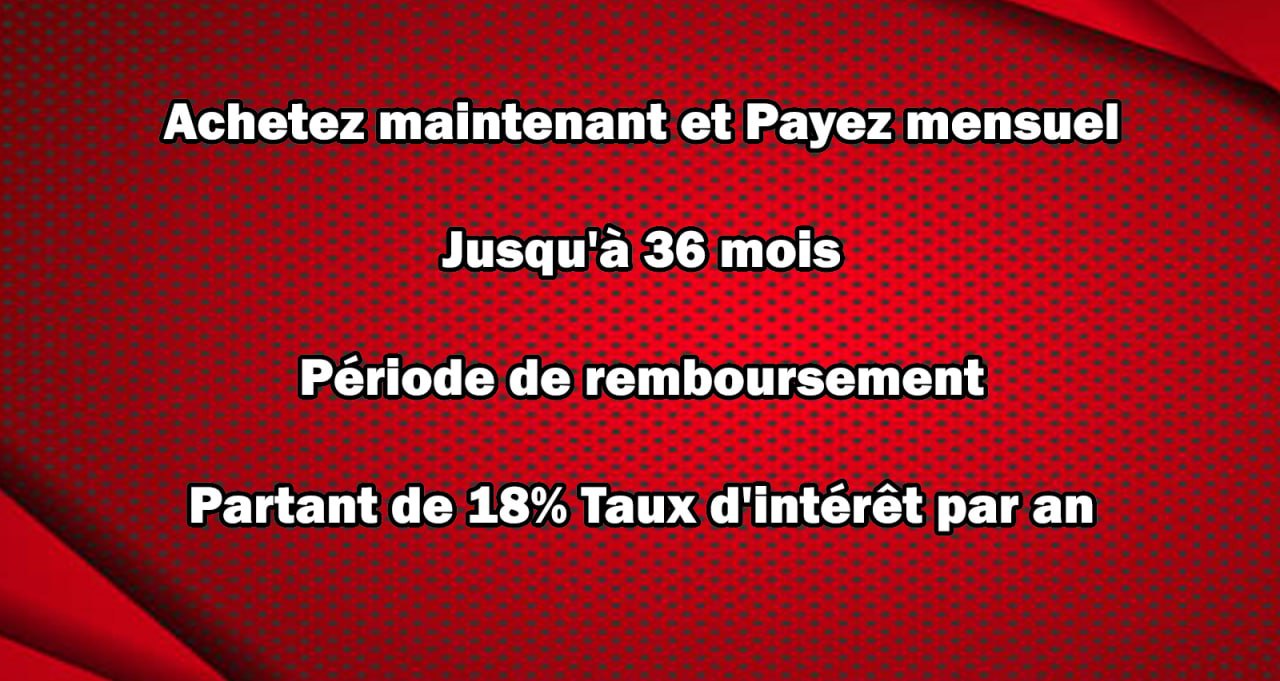 Achetez maintenant et Payez mensuel
Jusqu'à 36 mois
Période de remboursement
Partant de 18% Taux d'intérêt par an